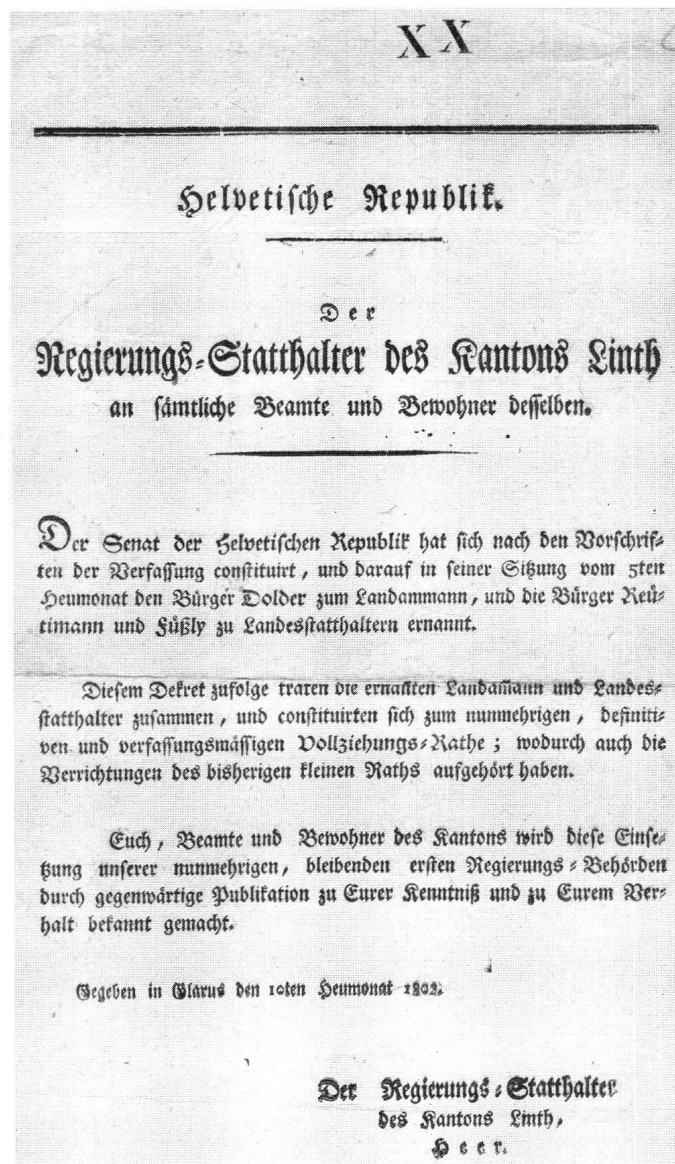 X X
Helvetische Republik.
Der
Regierungs-Statthalter des Kantons Linth
an sämtliche Beamte und Bewohner desselben.
Der Senat der Helvetischen Republik hat sich nach den Vorschrif-
ten der Verfassung constituirt, und darauf in seiner Sitzung vom 5ten
Heumonat den Bürger Dolder zum Landammann, und die Bürger Reü-
timann und Füßly zu Landesstatthaltern ernannt.
Diesem Dekret zufolge traten die ernañten Landam̃ann und Landes-
statthalter zusammen, und constituirten sich zum nunmehrigen, definiti-
ven und verfassungsmässigen Vollziehungs-Rathe; wodurch auch die
Verrichtungen des bisherigen kleinen Raths aufgehört haben.
Euch, Beamte und Bewohner des Kantons wird diese Einse-
tzung unserer nunmehrigen, bleibenden ersten Regierungs-Behörden
durch gegenwärtige Publikation zu Eurer Kenntniß und zu Eurem Ver-
halt bekannt gemacht.
Gegeben in Glarus den 10ten Heumonat 1802.
Der Regierungs-Statthalter
des Kantons Linth,
Heer.